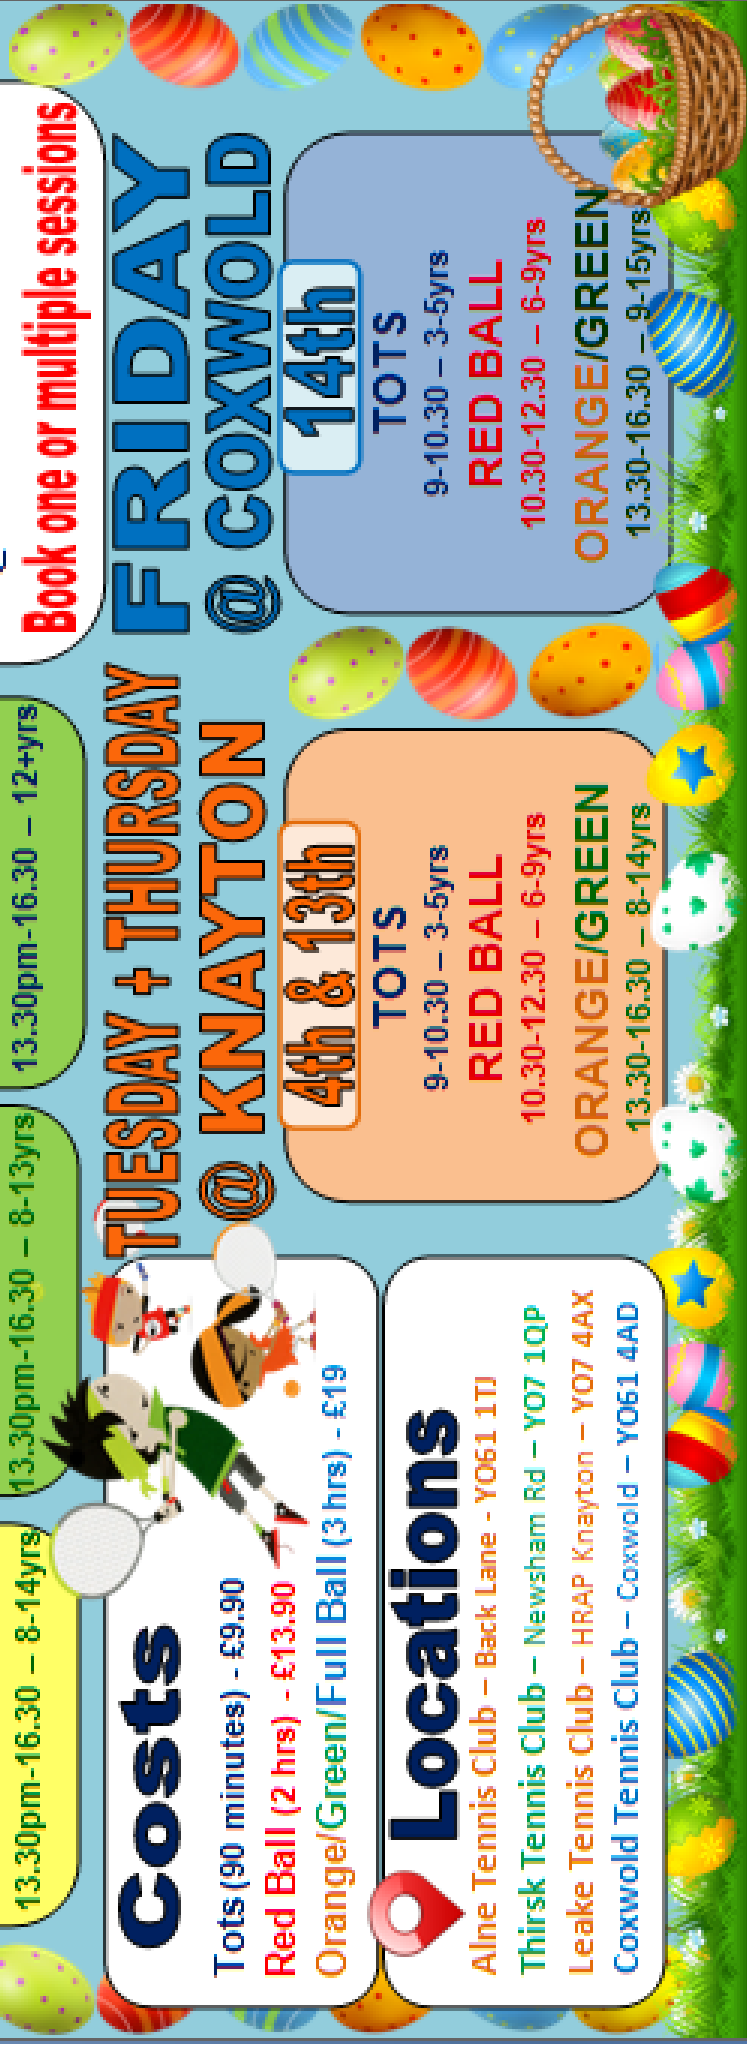 13.30pm-16.30 – 8-14yrs
13.30pm-16.30 – 8-13yrs
13.30pm-16.30 – 12+yrs
Book one or multiple sessions
Costs
Tots (90 minutes) - £9.90
Red Ball (2 hrs) - £13.90
Orange/Green/Full Ball (3 hrs) - £19
Locations
Alne Tennis Club – Back Lane - YO61 1TJ
Thirsk Tennis Club – Newsham Rd – YO7 1QP
Leake Tennis Club – HRAP Knayton – YO7 4AX
Coxwold Tennis Club – Coxwold – YO61 4AD
TUESDAY + THURSDAY
@ KNAYTON
4th & 13th
TOTS
9-10.30 – 3-5yrs
RED BALL
10.30-12.30 – 6-9yrs
ORANGE/GREEN
13.30-16.30 – 8-14yrs
FRIDAY
@ COXWOLD
14th
TOTS
9-10.30 – 3-5yrs
RED BALL
10.30-12.30 – 6-9yrs
ORANGE/GREEN
13.30-16.30 – 9-15yrs